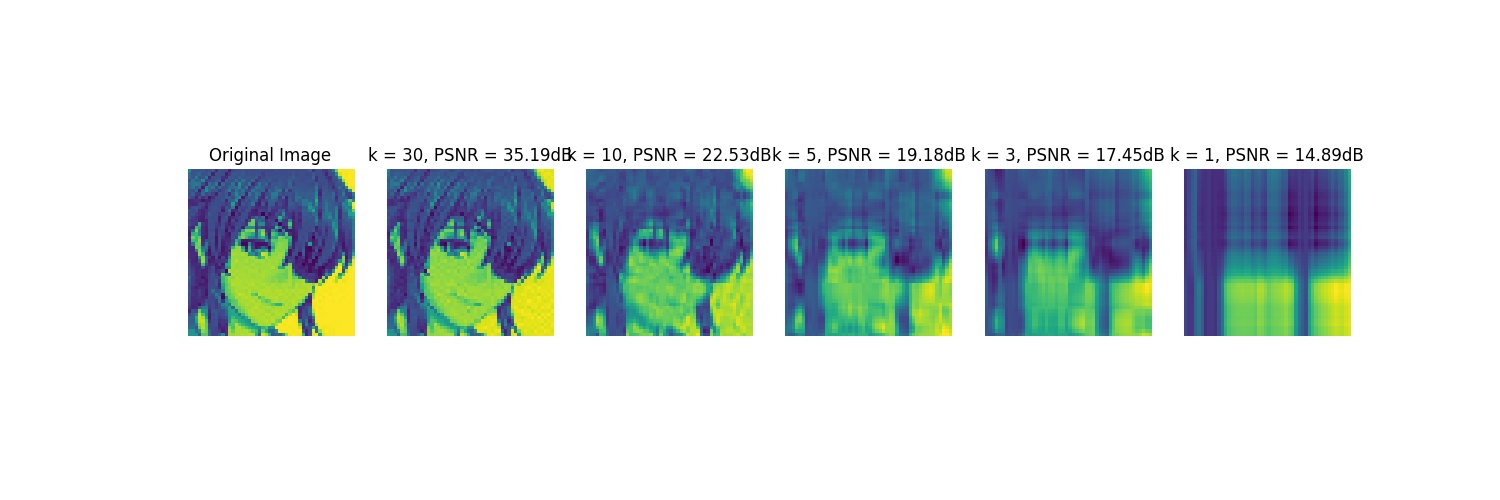 Original Image
k = 30, PSNR = 35.19dB
k = 10, PSNR = 22.53dB
k = 5, PSNR = 19.18dB
k = 3, PSNR = 17.45dB
k = 1, PSNR = 14.89dB